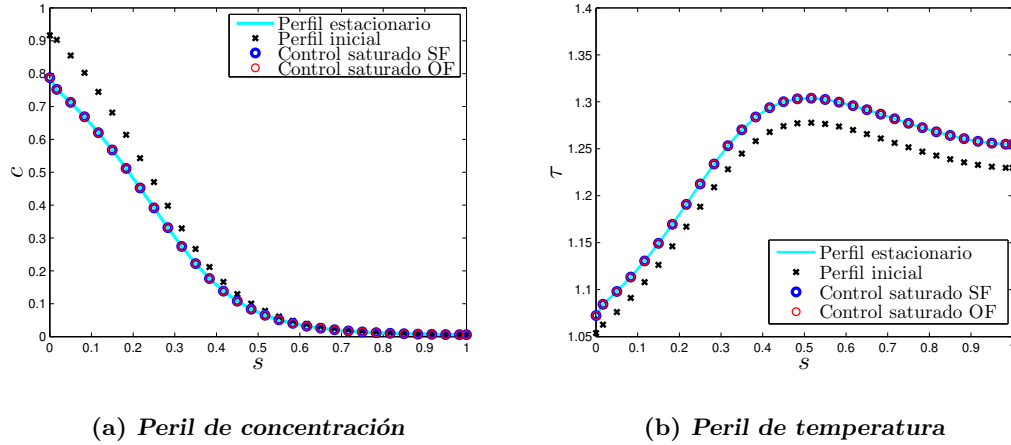 1
0.9
0.8
0.7
0.6
0.5
0.4
0.3
0.2
0.1
0
c
0 0.1 0.2 0.3 0.4 0.5 0.6 0.7 0.8 0.9 1
s
Perfil estacionario
Perfil inicial
Control saturado SF
Control saturado OF
1.4
1.35
1.3
1.25
1.2
1.15
1.1
1.05
τ
0 0.1 0.2 0.3 0.4 0.5 0.6 0.7 0.8 0.9 1
s
Perfil estacionario
Perfil inicial
Control saturado SF
Control saturado OF
(a) Peril de concentración
(b) Peril de temperatura